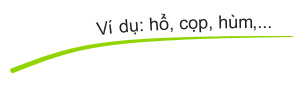 Ví dụ: hổ, cọp, hùm,...